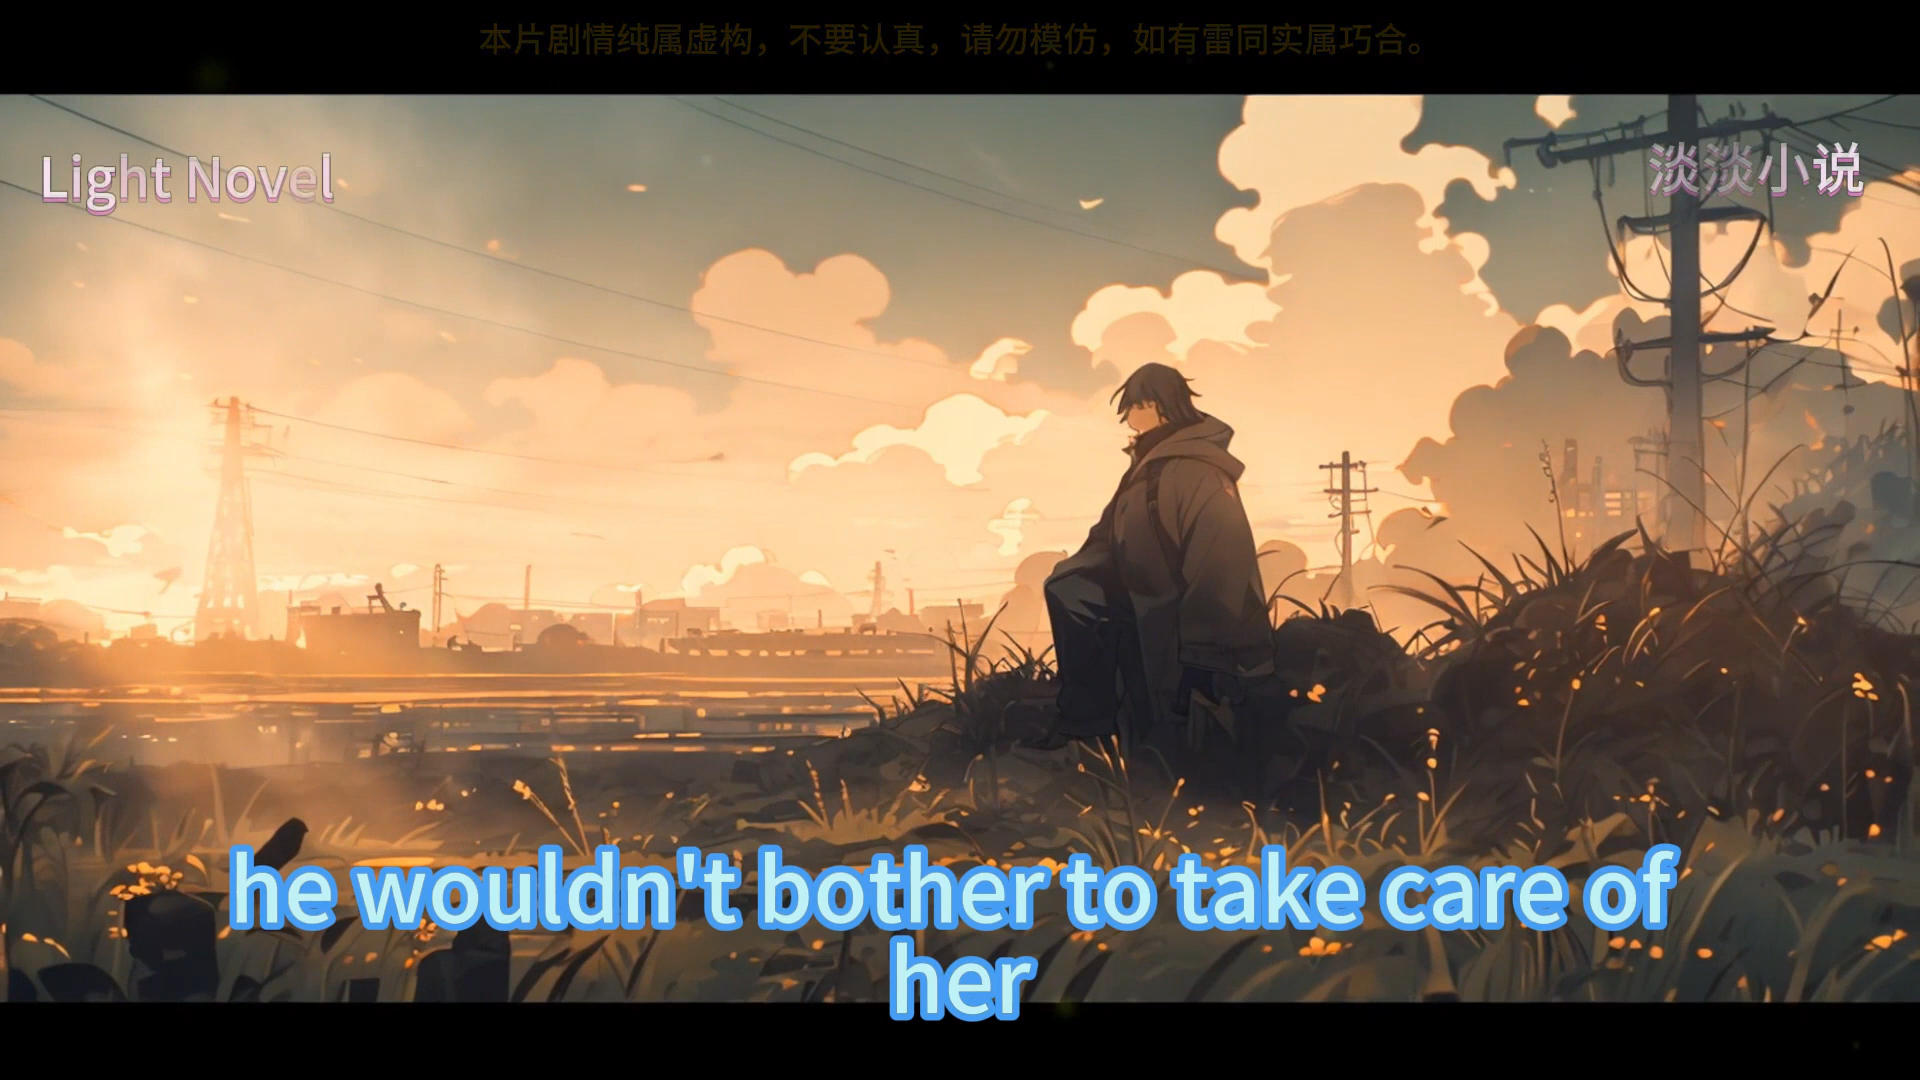 本片剧情纯属虚构，不要认真，请勿模仿，如有雷同实属巧合。
Light Novel
淡淡小说
he wouldn't bother to take care of
her